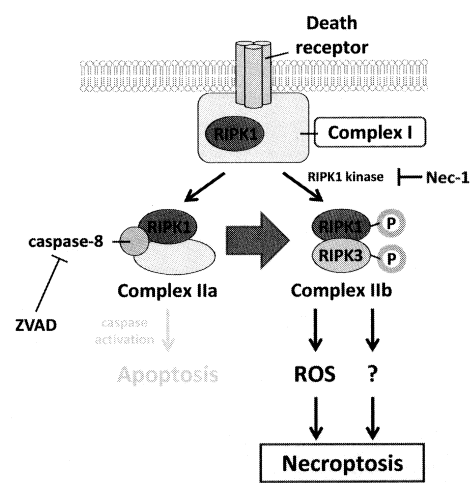 Death
receptor
RIPK1
Complex I
RIPK1 kinase
Nec-1
RIPK1
caspase-8
RIPK1
P
RIPK3
P
Complex IIa
Complex IIb
ZVAD
caspase
activation
Apoptosis
ROS
?
Necroptosis